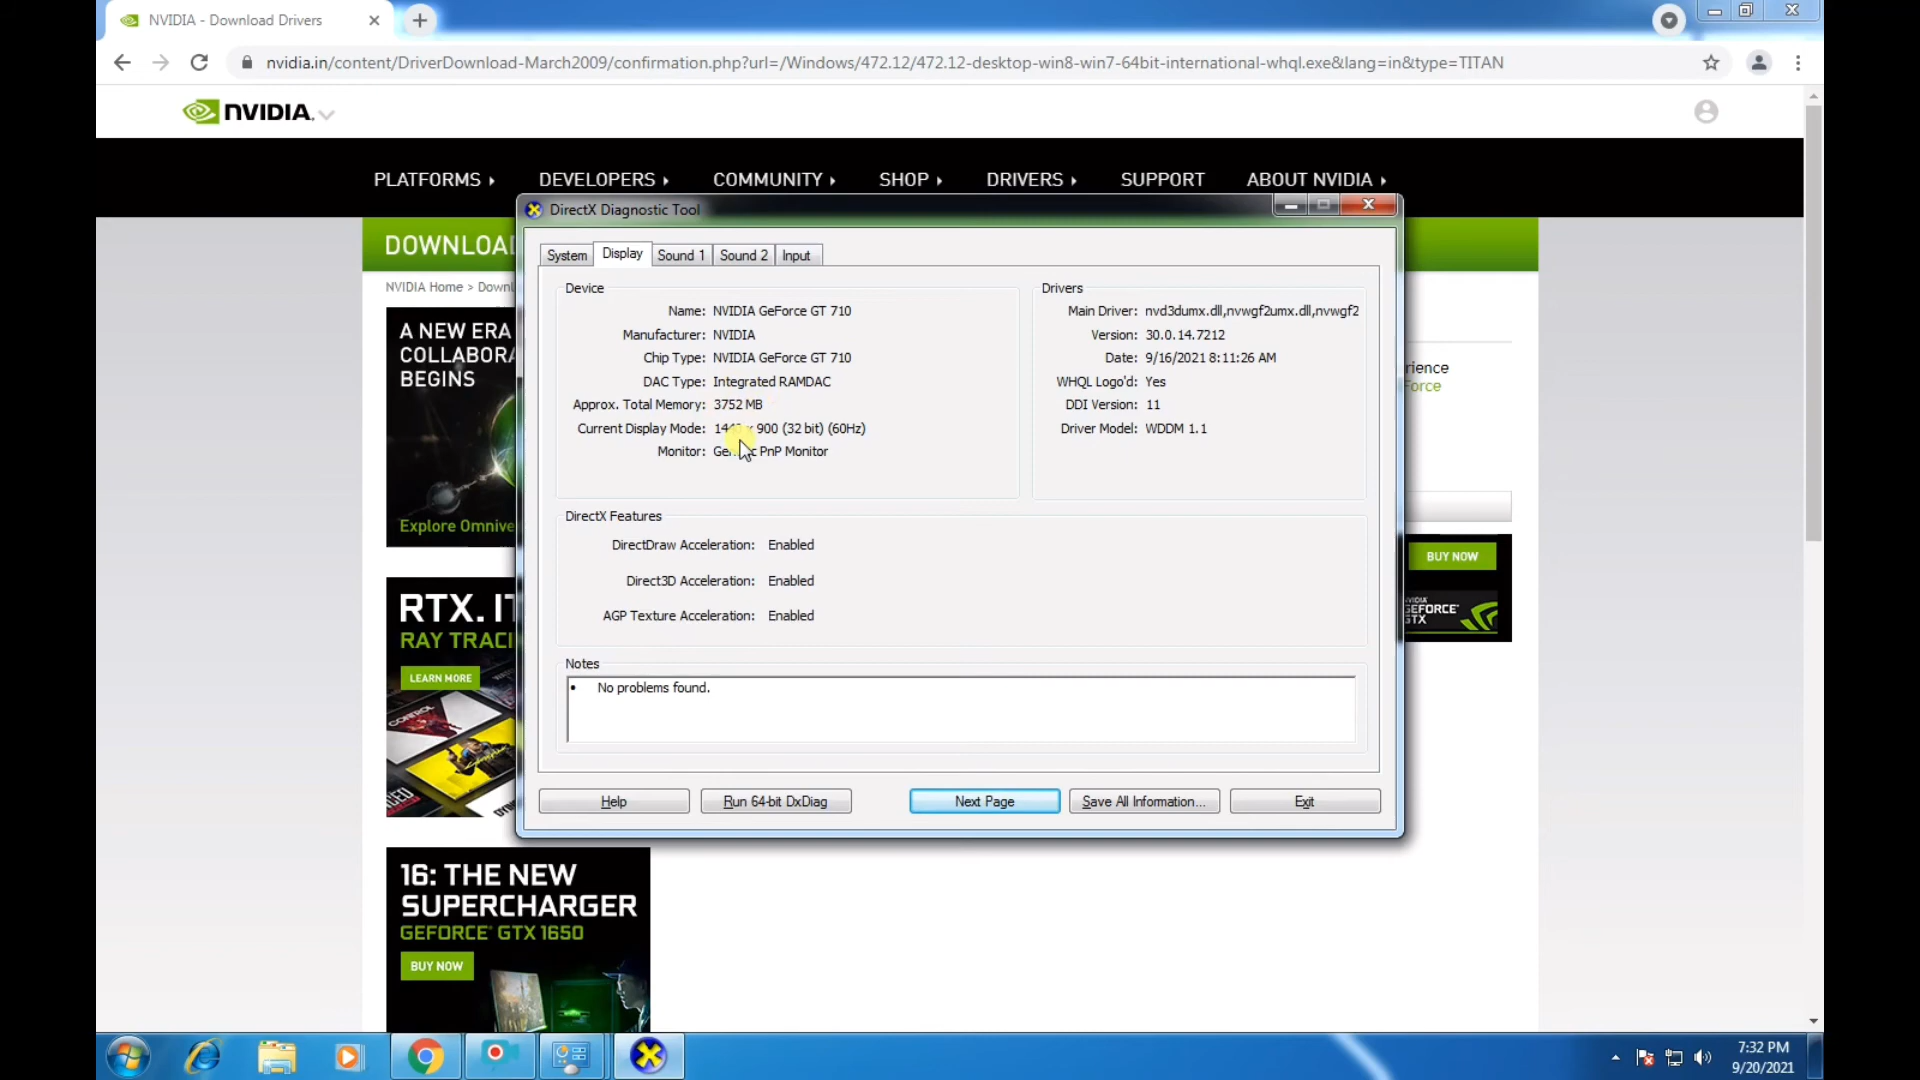 NVIDIA - Download Drivers
nvidia.in/content/DriverDownload-March2009/confirmation.php?url=/Windows/472.12/472.12-desktop-win8-win7-64bit-international-whql.exe&lang=in&type=TITAN
NVIDIA.
PLATFORMS DEVELOPERS COMMUNITY SHOP DRIVERS SUPPORT ABOUT NVIDIA
DirectX Diagnostic Tool
NVIDIA Home >
A NEW ERA
BEGINS
Explore
RTX.
RAY
LEARN MORE
CONTROL
16: THE NEW
SUPERCHARGER
GEFORCE GTX 1650
BUY NOW
System Display Sound 1 Sound 2 Input
Device
Name: NVIDIA GeForce GT 710
Manufacturer: NVIDIA
Chip Type: NVIDIA GeForce GT 710
DAC Type: Integrated RAMDAC
Approx. Total Memory: 3752 MB
Current Display Mode: x 900 (32 bit) (60Hz)
Monitor: PnP Monitor
Drivers
Main Driver: nvd3dumx.dll,nvwgf2umx.dll,nvwgf2
Version: 30.0.14.7212
Date: 9/16/2021 8:11:26 AM
WHQL Logo'd: Yes
DDI Version: 11
Driver Model: WDDM 1.1
DirectX Features
DirectDraw Acceleration: Enabled
Direct3D Acceleration: Enabled
AGP Texture Acceleration: Enabled
Notes
• No problems found.
Help Run 64-bit DxDiag Next Page Save All Information... Exit
BUY NOW
GEFORCE
GTX
7:32 PM
9/20/2021